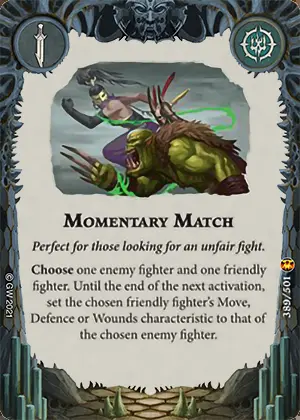 MOMENTARY MATCH
Perfect for those looking for an unfair fight.
Choose one enemy fighter and one friendly
fighter. Until the end of the next activation,
set the chosen friendly fighter's Move,
Defence or Wounds characteristic to that of
the chosen enemy fighter.
© GW 2021
389/501